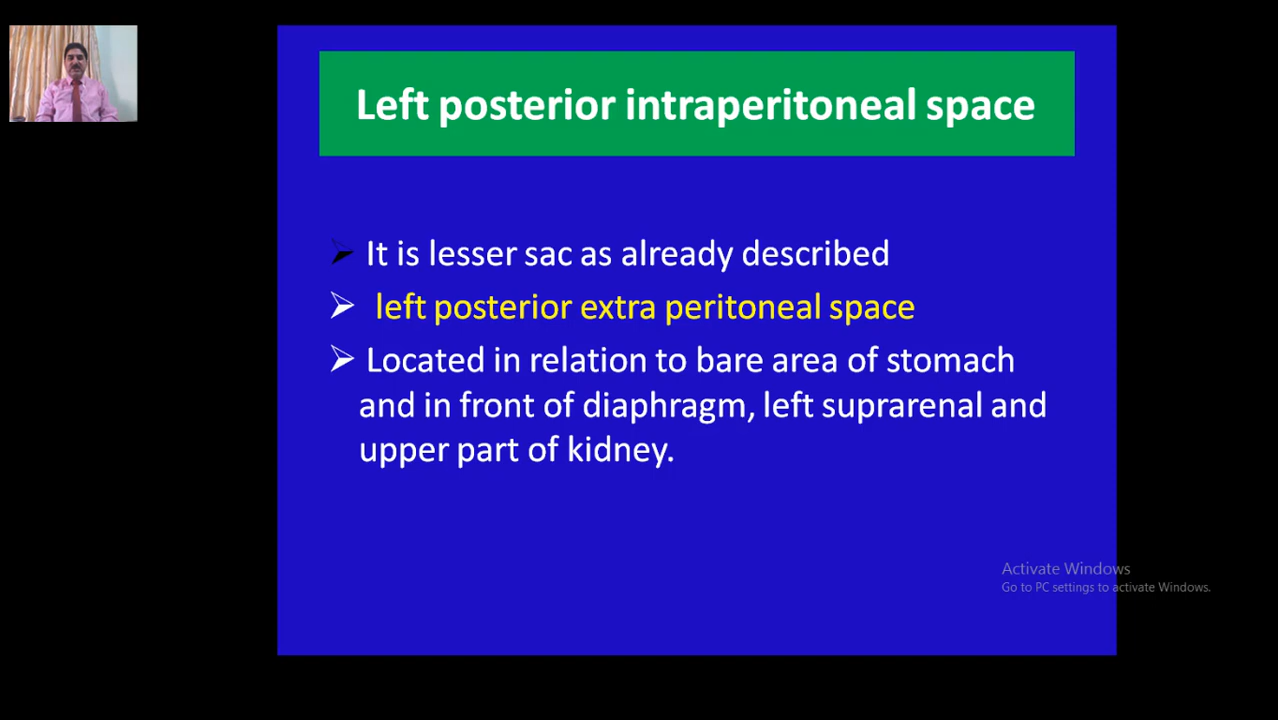 Left posterior intraperitoneal space
It is lesser sac as already described
left posterior extra peritoneal space
Located in relation to bare area of stomach
and in front of diaphragm, left suprarenal and
upper part of kidney.
Activate Windows
Go to PC settings to activate Windows.